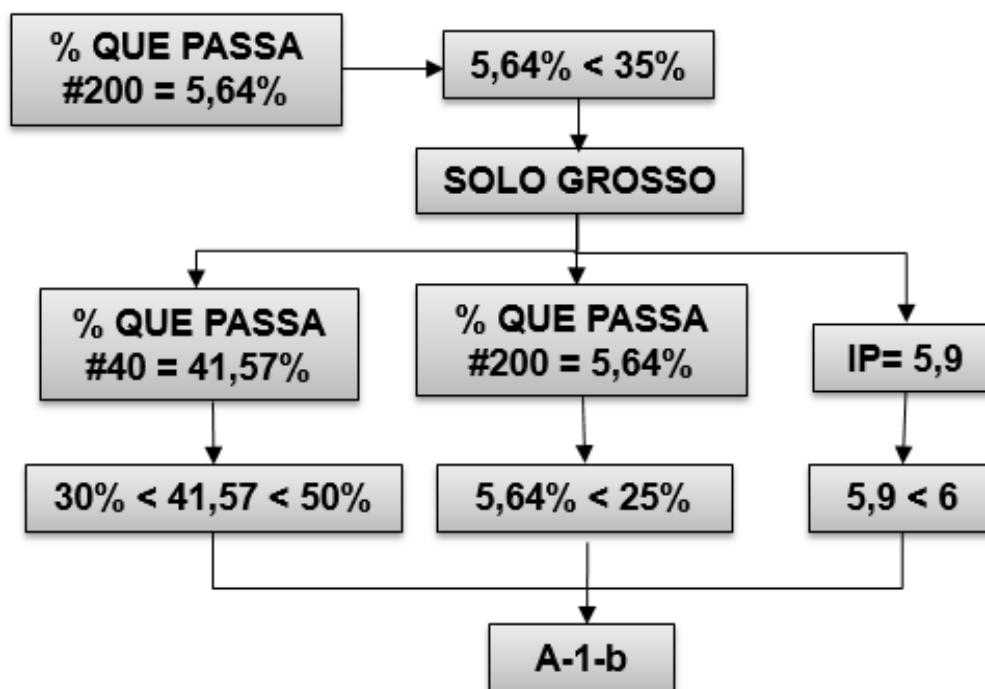 % QUE PASSA
#200 = 5,64%
5,64% < 35%
SOLO GROSSO
% QUE PASSA
#40 = 41,57%
% QUE PASSA
#200 = 5,64%
IP= 5,9
30% < 41,57 < 50%
5,64% < 25%
5,9 < 6
A-1-b